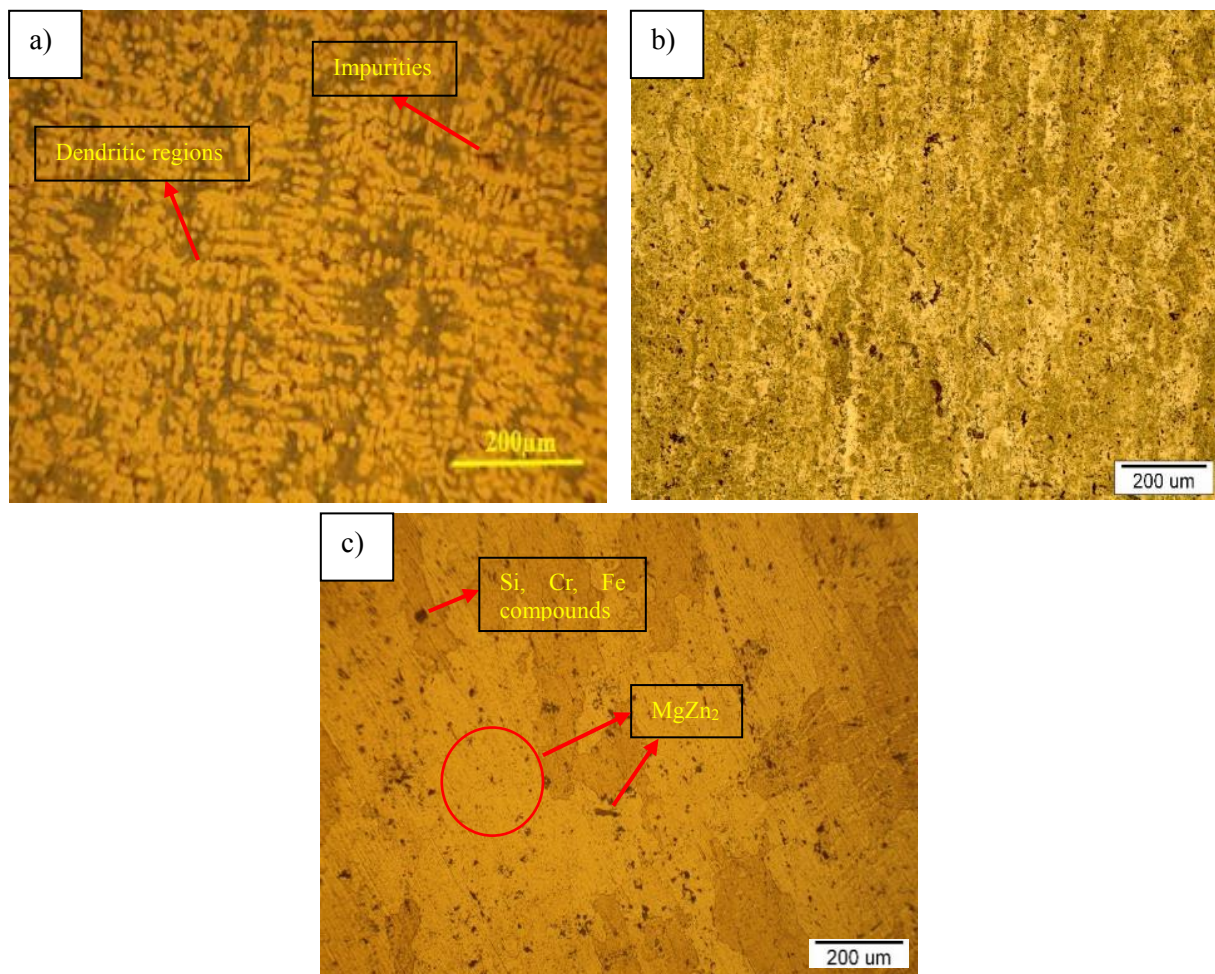 a)
Impurities
Dendritic regions
200µm
b)
200 um
c)
Si, Cr, Fe
compounds
MgZn₂
200 um